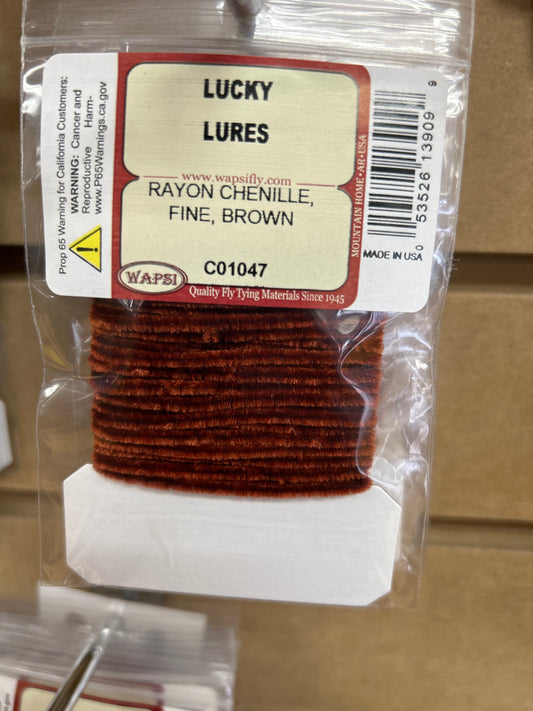 Prop 65 Warning for California Customers:
WARNING: Cancer and
Reproductive Harm-
www.P65Warnings.ca.gov
LUCKY
LURES
www.wapsifly.com
RAYON CHENILLE,
FINE, BROWN
C01047
WAPSI
Quality Fly Tying Materials Since 1945
MOUNTAIN HOME • AR • USA
0 53526 13909 9
MADE IN USA